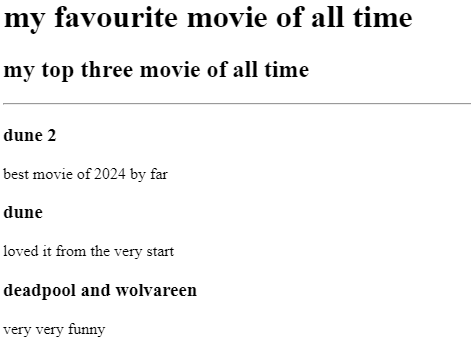 my favourite movie of all time
my top three movie of all time
dune 2
best movie of 2024 by far
dune
loved it from the very start
deadpool and wolvareen
very very funny